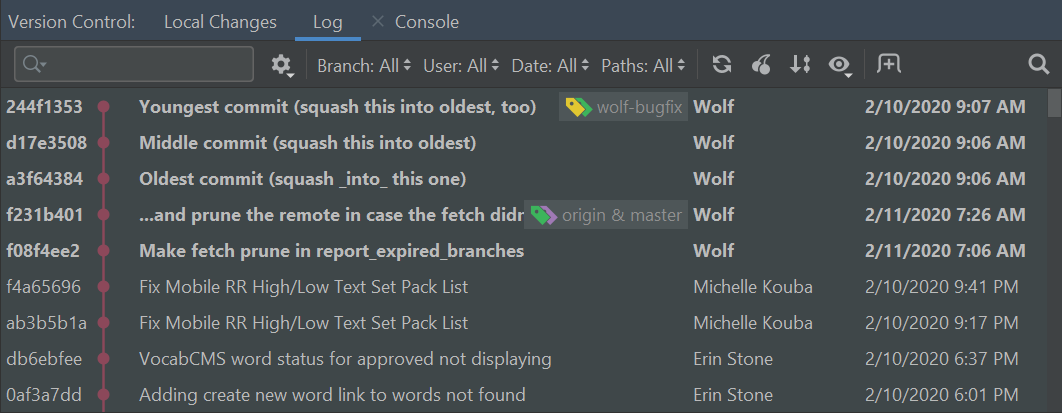 Version Control: Local Changes Log Console
Branch: All User: All Date: All Paths: All
244f1353 Youngest commit (squash this into oldest, too) wolf-bugfix Wolf 2/10/2020 9:07 AM
d17e3508 Middle commit (squash this into oldest) Wolf 2/10/2020 9:06 AM
a3f64384 Oldest commit (squash _into_ this one) Wolf 2/10/2020 9:06 AM
f231b401 ...and prune the remote in case the fetch didr origin & master Wolf 2/11/2020 7:26 AM
f08f4ee2 Make fetch prune in report_expired_branches Wolf 2/11/2020 7:06 AM
f4a65696 Fix Mobile RR High/Low Text Set Pack List Michelle Kouba 2/10/2020 9:41 PM
ab3b5b1a Fix Mobile RR High/Low Text Set Pack List Michelle Kouba 2/10/2020 9:17 PM
db6ebfee VocabCMS word status for approved not displaying Erin Stone 2/10/2020 6:37 PM
0af3a7dd Adding create new word link to words not found Erin Stone 2/10/2020 6:01 PM